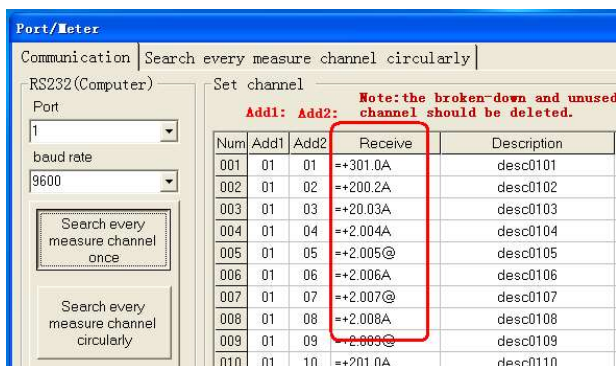 Port/Meter
Communication Search every measure channel circularly
RS232(Computer)
Port
1
baud rate
9600
Search every
measure channel
once
Search every
measure channel
circularly
Set channel
Note:the broken-down and unused
Add1: Add2: channel should be deleted.
Num Add1 Add2 Receive Description
001 01 01 =+301.0A desc0101
002 01 02 =+200.2A desc0102
003 01 03 =+20.03A desc0103
004 01 04 =+2.004A desc0104
005 01 05 =+2.005@ desc0105
006 01 06 =+2.006A desc0106
007 01 07 =+2.007@ desc0107
008 01 08 =+2.008A desc0108
009 01 09 =+2.009@ desc0109
010 01 10 =+201.0A desc0110